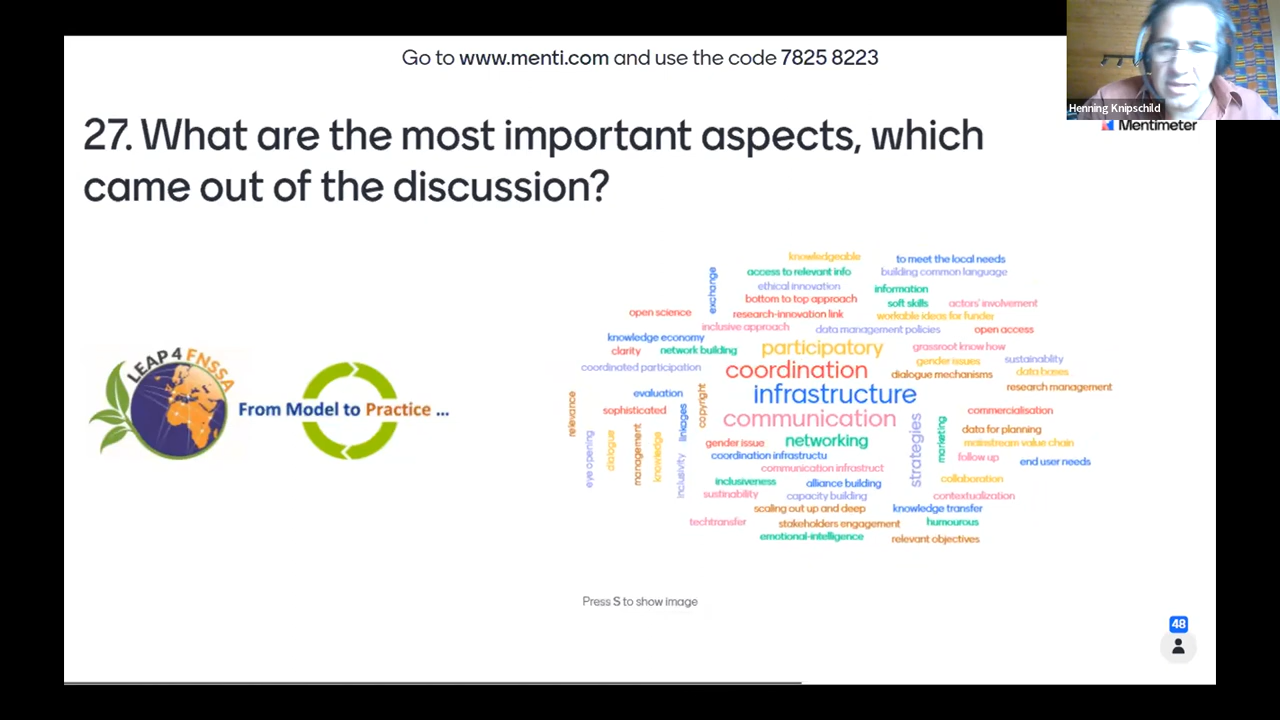 Go to www.menti.com and use the code 7825 8223
Henning Knipschild
Mentimeter
27. What are the most important aspects, which
came out of the discussion?
LEAP4 FNSSA
From Model to Practice ...
knowledgeable
to meet the local needs
exchange
access to relevant info
building common language
ethical innovation
information
bottom to top approach
soft skills
actors' involvement
open science
research-innovation link
workable ideas for funder
inclusive approach
data management policies
open access
knowledge economy
clarity
network building
participatory
grassroot know how
coordinated participation
coordination
gender issues
sustainablity
dialogue mechanisms
data bases
research management
relevance
evaluation
copyright
infrastructure
sophisticated
linkages
communication
commercialisation
eye opening
dialogue
management
knowledge
inclusivity
gender issue
networking
strategies
marketing
data for planning
mainstream value chain
coordination infrastructu
follow up
end user needs
communication infrastruct
inclusiveness
alliance building
collaboration
sustinability
capacity building
contextualization
scaling out up and deep
knowledge transfer
techtransfer
stakeholders engagement
humourous
emotional-intelligence
relevant objectives
Press S to show image
48